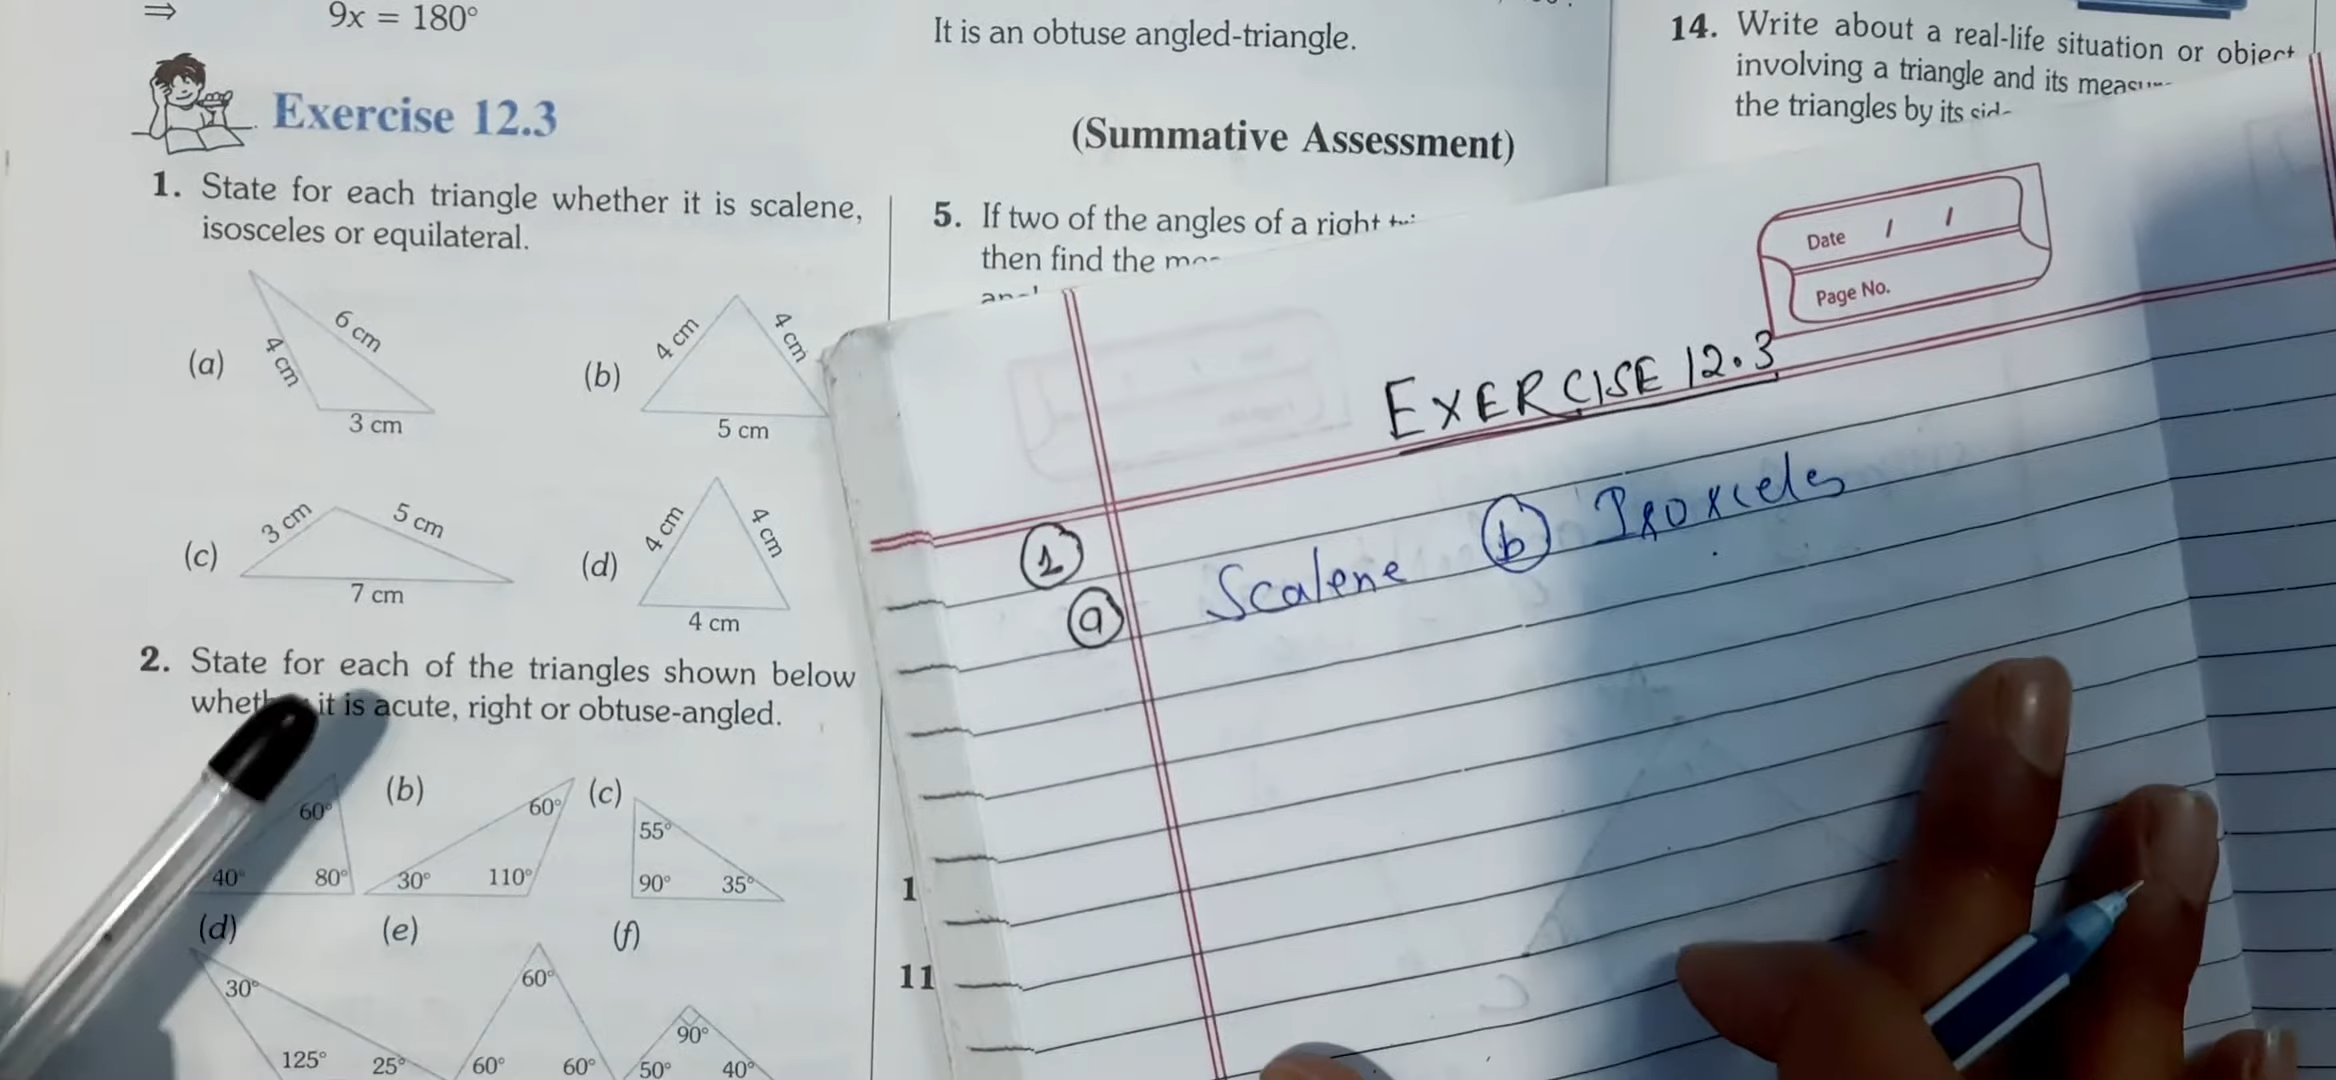 ⇒ 9x = 180°
Exercise 12.3
1. State for each triangle whether it is scalene,
isosceles or equilateral.
(a) 4 cm 6 cm 3 cm
(b) 4 cm 4 cm 5 cm
(c) 3 cm 5 cm 7 cm
(d) 4 cm 4 cm 4 cm
2. State for each of the triangles shown below
it is acute, right or obtuse-angled.
60° 40° 80°
(b) 60° 30° 110°
(c) 55° 90° 35°
(d) 30° 125° 25°
(e) 60° 60° 60°
(f) 90° 50° 40°
It is an obtuse angled-triangle.
(Summative Assessment)
5. If two of the angles of a right
then find the
1
11
14. Write about a real-life situation or object
involving a triangle and its
the triangles by its
Date / /
Page No.
EXERCISE 12.3
1
a Scalene b